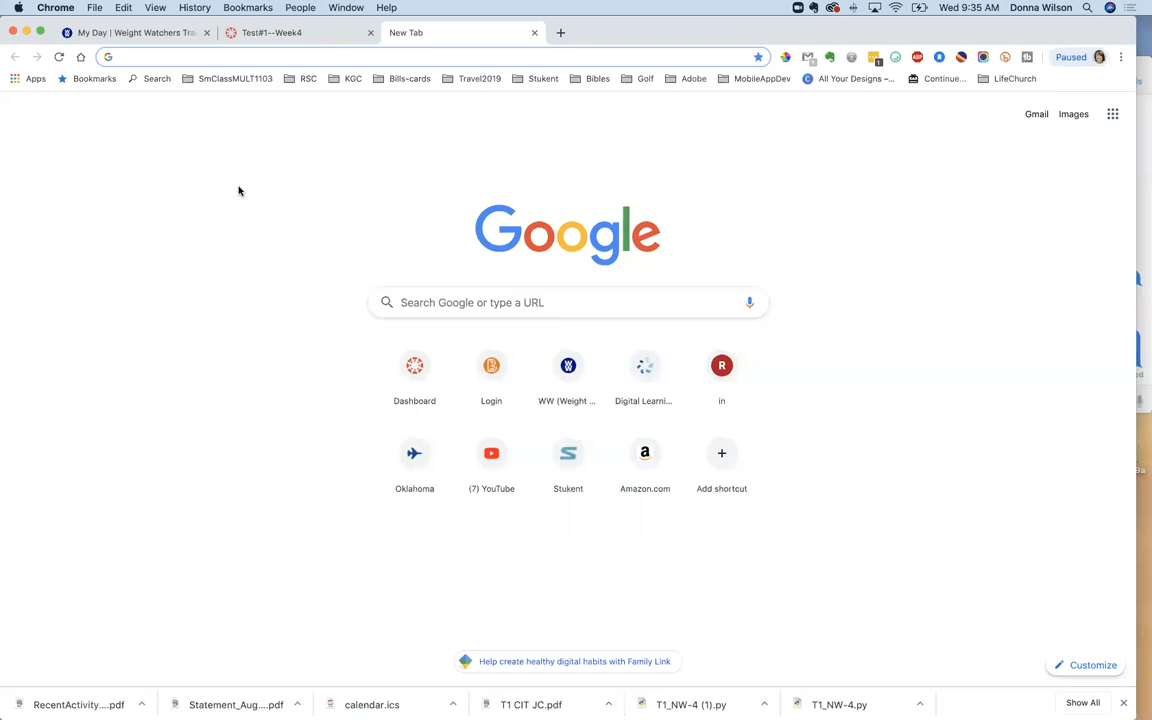 Chrome File Edit View History Bookmarks People Window Help Wed 9:35 AM Donna Wilson
My Day | Weight Watchers Tra Test#1--Week4 New Tab
Paused
Apps Bookmarks Search SmClassMULT1103 RSC KGC Bills-cards Travel2019 Stukent Bibles Golf Adobe MobileAppDev All Your Designs –... Continue... LifeChurch
Gmail Images
Google
Search Google or type a URL
Dashboard Login WW (Weight ... Digital Learni... in
Oklahoma (7) YouTube Stukent Amazon.com Add shortcut
Help create healthy digital habits with Family Link
Customize
RecentActivity....pdf Statement_Aug....pdf calendar.ics T1 CIT JC.pdf T1_NW-4 (1).py T1_NW-4.py Show All